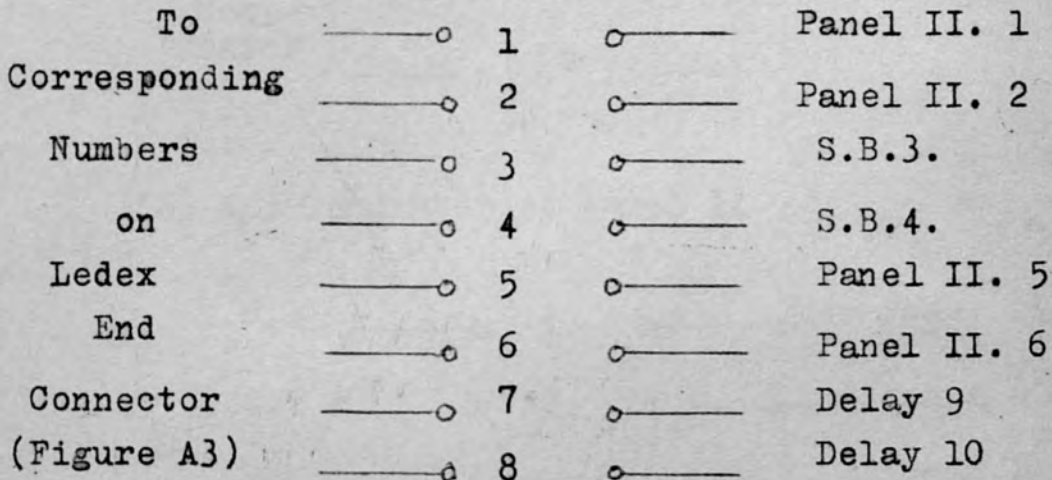 To 1 Panel II. 1
Corresponding 2 Panel II. 2
Numbers 3 S.B.3.
on 4 S.B.4.
Ledex 5 Panel II. 5
End 6 Panel II. 6
Connector 7 Delay 9
(Figure A3) 8 Delay 10